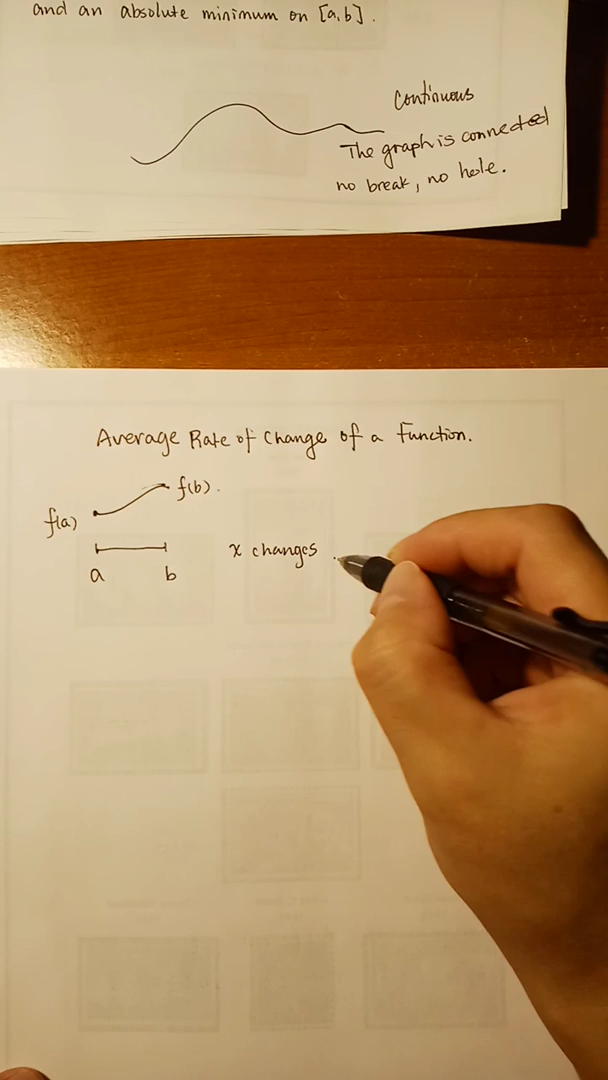 and an absolute minimum on [a,b].
Continuous
The graph is connected
no break, no hole.
Average Rate of Change of a Function.
f(b).
f(a)
x changes
a b